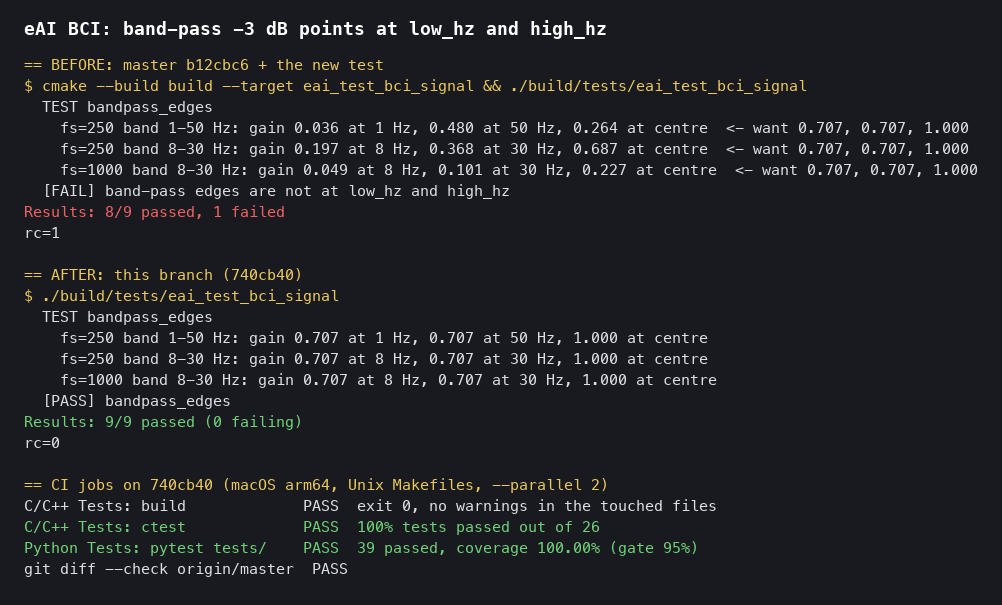 eAI BCI: band-pass -3 dB points at low_hz and high_hz
== BEFORE: master b12cbc6 + the new test
$ cmake --build build --target eai_test_bci_signal && ./build/tests/eai_test_bci_signal
TEST bandpass_edges
fs=250 band 1-50 Hz: gain 0.036 at 1 Hz, 0.480 at 50 Hz, 0.264 at centre <- want 0.707, 0.707, 1.000
fs=250 band 8-30 Hz: gain 0.197 at 8 Hz, 0.368 at 30 Hz, 0.687 at centre <- want 0.707, 0.707, 1.000
fs=1000 band 8-30 Hz: gain 0.049 at 8 Hz, 0.101 at 30 Hz, 0.227 at centre <- want 0.707, 0.707, 1.000
[FAIL] band-pass edges are not at low_hz and high_hz
Results: 8/9 passed, 1 failed
rc=1
== AFTER: this branch (740cb40)
$ ./build/tests/eai_test_bci_signal
TEST bandpass_edges
fs=250 band 1-50 Hz: gain 0.707 at 1 Hz, 0.707 at 50 Hz, 1.000 at centre
fs=250 band 8-30 Hz: gain 0.707 at 8 Hz, 0.707 at 30 Hz, 1.000 at centre
fs=1000 band 8-30 Hz: gain 0.707 at 8 Hz, 0.707 at 30 Hz, 1.000 at centre
[PASS] bandpass_edges
Results: 9/9 passed (0 failing)
rc=0
== CI jobs on 740cb40 (macOS arm64, Unix Makefiles, --parallel 2)
C/C++ Tests: build PASS exit 0, no warnings in the touched files
C/C++ Tests: ctest PASS 100% tests passed out of 26
Python Tests: pytest tests/ PASS 39 passed, coverage 100.00% (gate 95%)
git diff --check origin/master PASS